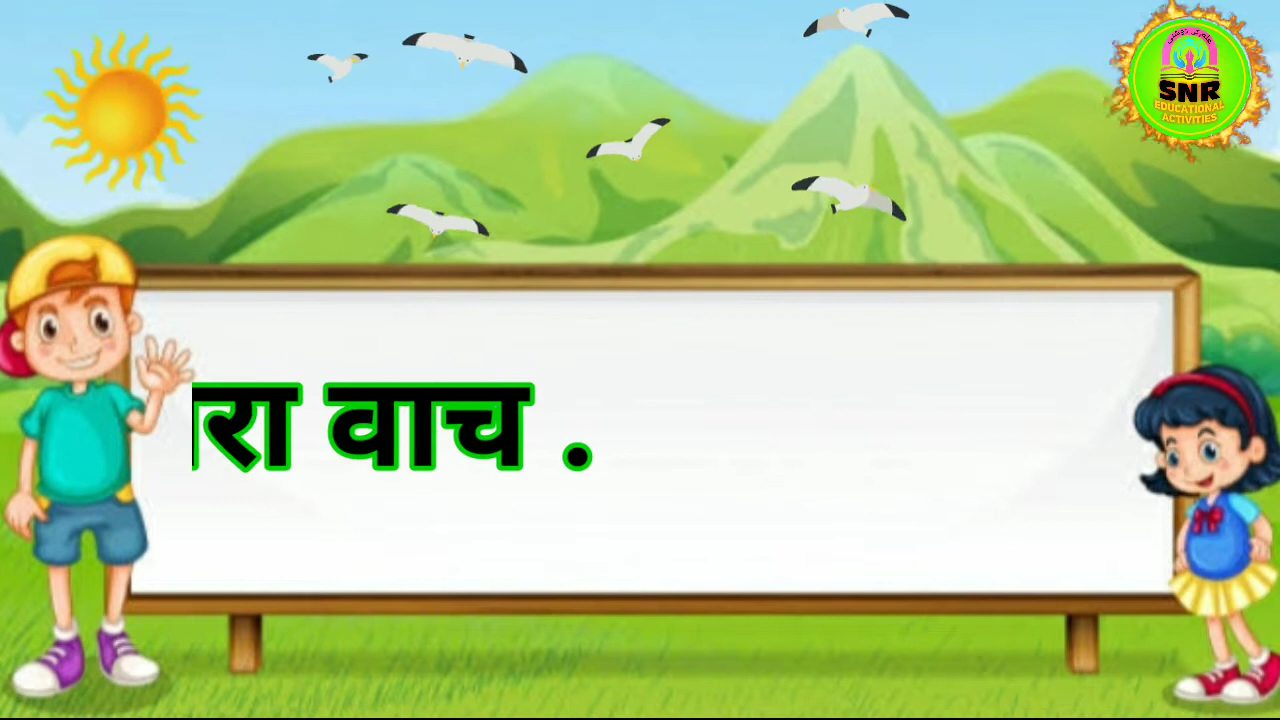 रा वाच .
SNR
EDUCATIONAL
ACTIVITIES